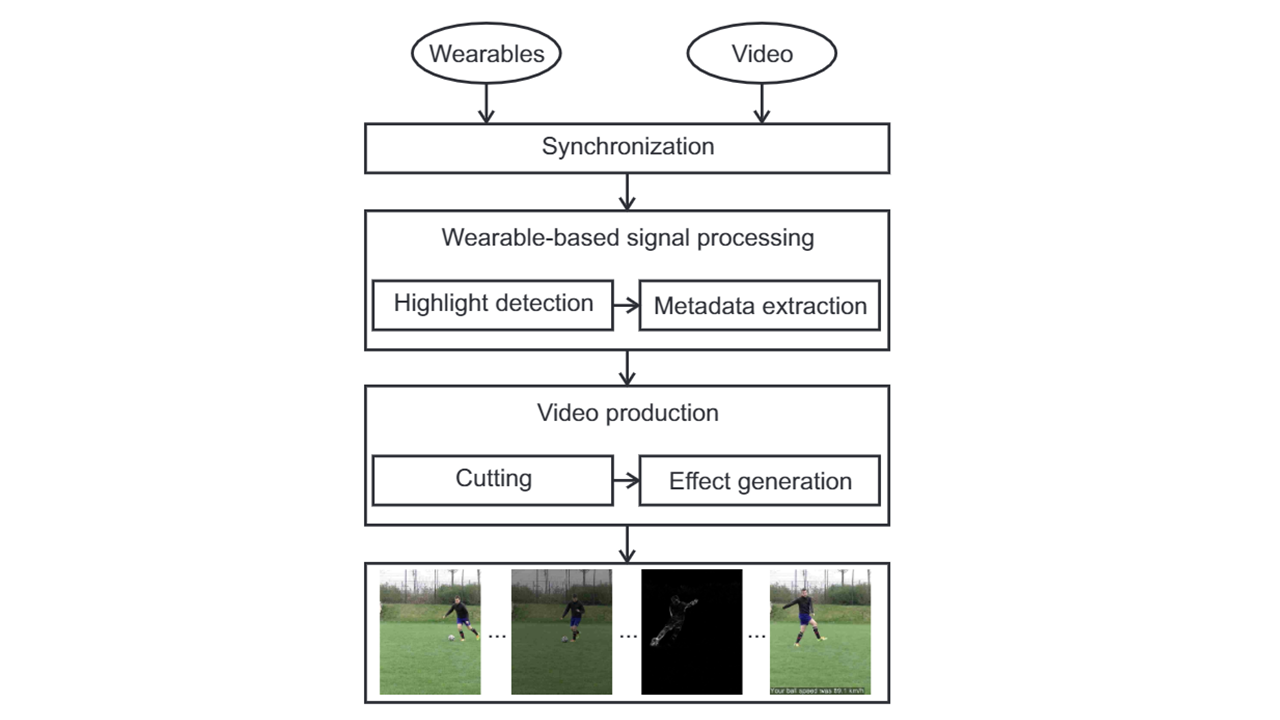 Wearables
Video
Synchronization
Wearable-based signal processing
Highlight detection
Metadata extraction
Video production
Cutting
Effect generation
... ... ...
Your ball speed was 89.1 km/h